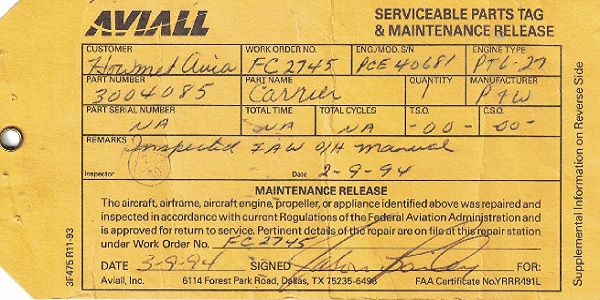 AVIALL SERVICEABLE PARTS TAG
& MAINTENANCE RELEASE
CUSTOMER WORK ORDER NO. ENG./MOD. S/N ENGINE TYPE
Howmet Avia FC2745 PCE 40681 PT6-27
PART NUMBER PART NAME QUANTITY MANUFACTURER
3004085 Carrier 1 P+W
PART SERIAL NUMBER TOTAL TIME TOTAL CYCLES T.S.O. C.S.O.
NA NA NA -00- -00-
REMARKS Inspected IAW O/H Manual
Inspector Date 2-9-94
MAINTENANCE RELEASE
The aircraft, airframe, aircraft engine, propeller, or appliance identified above was repaired and
inspected in accordance with current Regulations of the Federal Aviation Administration and
is approved for return to service. Pertinent details of the repair are on file at this repair station
under Work Order No. FC2745
DATE 3-9-94 SIGNED
Aviall, Inc. 6114 Forest Park Road, Dallas, TX 75235-6498 FAA Certificate No. YRRR491L
3F475 R11-93
Supplemental Information on Reverse Side